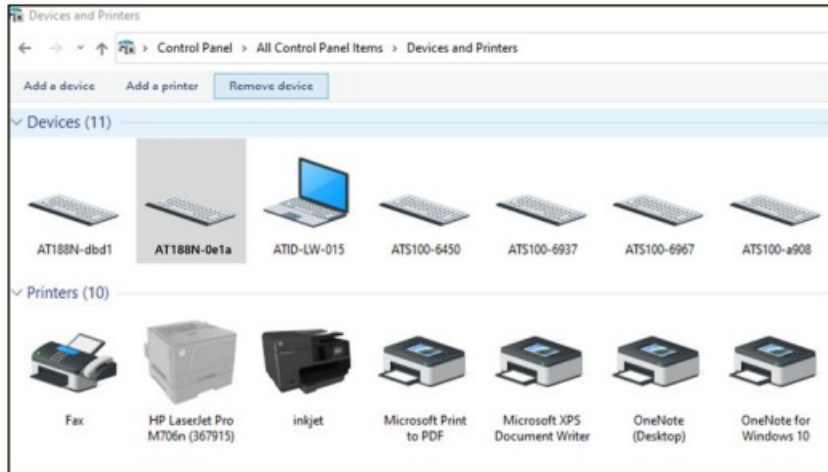 Devices and Printers
Control Panel > All Control Panel Items > Devices and Printers
Add a device Add a printer Remove device
Devices (11)
AT188N-dbd1 AT188N-0e1a ATID-LW-015 ATS100-6450 ATS100-6937 ATS100-6967 ATS100-a908
Printers (10)
Fax HP LaserJet Pro inkjet Microsoft Print Microsoft XPS OneNote OneNote for
M706n (367915) to PDF Document Writer (Desktop) Windows 10